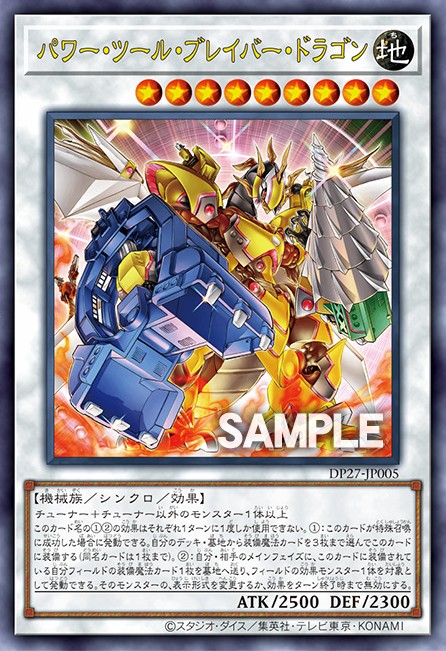 パワー・ツール・ブレイバー・ドラゴン 地
SAMPLE
DP27-JP005
【機械族／シンクロ／効果】
チューナー＋チューナー以外のモンスター1体以上
このカード名の①②の効果はそれぞれ1ターンに1度しか使用できない。①：このカードが特殊召喚
に成功した場合に発動できる。自分のデッキ・墓地から装備魔法カードを3枚まで選んでこのカード
に装備する（同名カードは1枚まで）。②：自分・相手のメインフェイズに、このカードに装備されて
いる自分フィールドの装備魔法カード1枚を墓地へ送り、フィールドの効果モンスター1体を対象と
して発動できる。そのモンスターの、表示形式を変更するか、効果をターン終了時まで無効にする。
ATK/2500 DEF/2300
©スタジオ・ダイス／集英社・テレビ東京・KONAMI